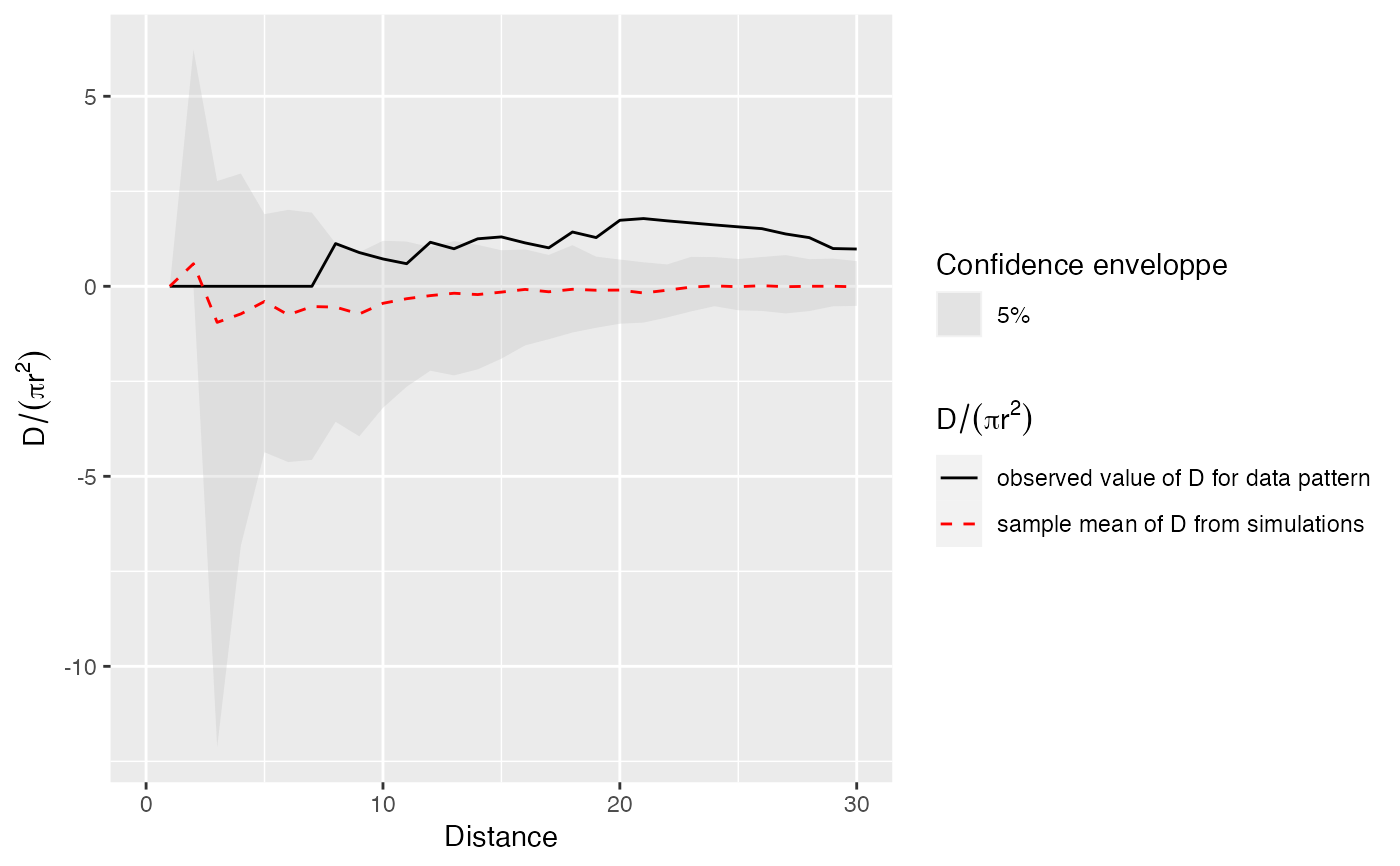 D/(πr²)
5
0
-5
-10
0
10
20
30
Distance
Confidence enveloppe
5%
D/(πr²)
observed value of D for data pattern
sample mean of D from simulations